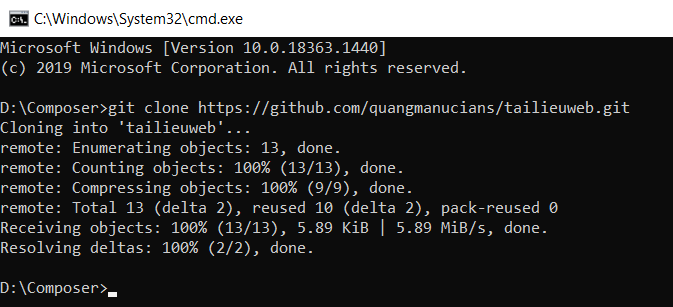 C:\Windows\System32\cmd.exe
Microsoft Windows [Version 10.0.18363.1440]
(c) 2019 Microsoft Corporation. All rights reserved.
D:\Composer>git clone https://github.com/quangmanucians/tailieuweb.git
Cloning into 'tailieuweb'...
remote: Enumerating objects: 13, done.
remote: Counting objects: 100% (13/13), done.
remote: Compressing objects: 100% (9/9), done.
remote: Total 13 (delta 2), reused 10 (delta 2), pack-reused 0
Receiving objects: 100% (13/13), 5.89 KiB | 5.89 MiB/s, done.
Resolving deltas: 100% (2/2), done.
D:\Composer>